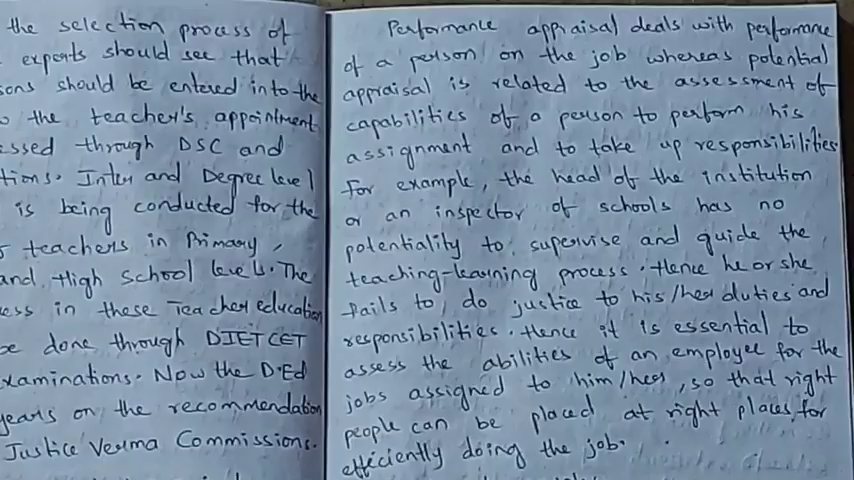 the selection process of
experts should see that
sons should be entered into the
the teacher's appointment
essed through DSC and
tions. Inter and Degree level
is being conducted for the
teachers in Primary,
and High school levels. The
ess in these Teacher education
be done through DIETCET
xaminations. Now the D.Ed
years on the recommendation
Justice Verma Commissions.
Performance appraisal deals with performance
of a person on the job whereas potential
appraisal is related to the assessment of
capabilities of a person to perform his
assignment and to take up responsibilities
for example, the head of the institution
or an inspector of schools has no
potentiality to supervise and guide the
teaching-learning process. Hence he or she
fails to do justice to his/her duties and
responsibilities. Hence it is essential to
assess the abilities of an employee for the
jobs assigned to him/her, so that right
people can be placed at right places for
efficiently doing the job.